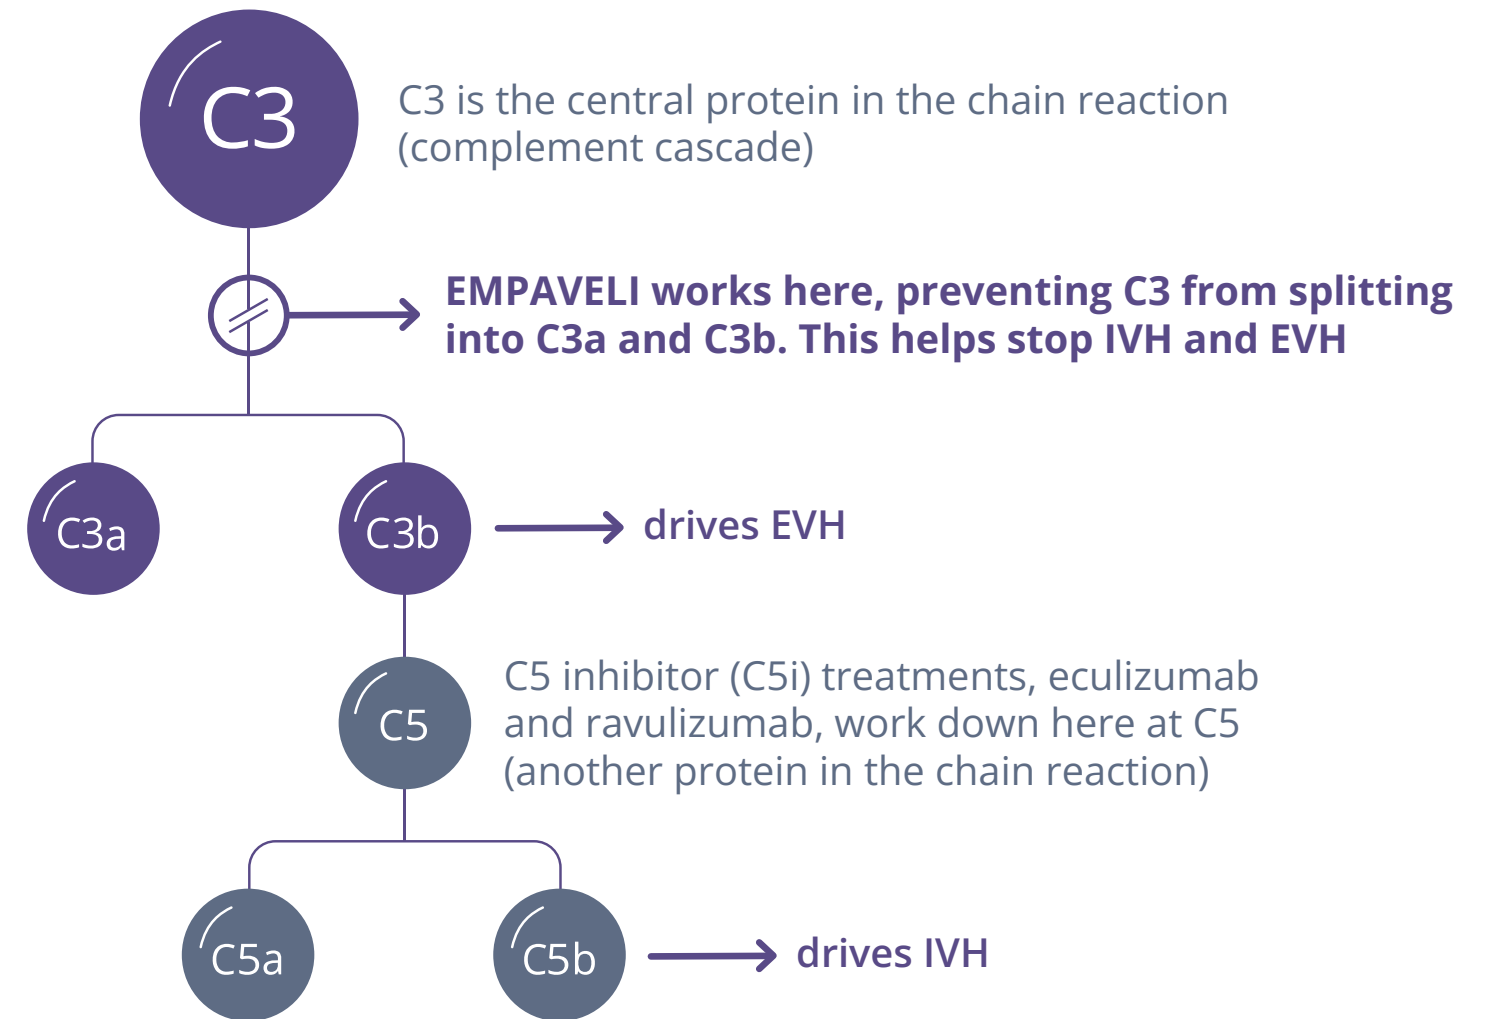 C3
C3 is the central protein in the chain reaction
(complement cascade)
EMPAVELI works here, preventing C3 from splitting
into C3a and C3b. This helps stop IVH and EVH
C3a
C3b
drives EVH
C5
C5 inhibitor (C5i) treatments, eculizumab
and ravulizumab, work down here at C5
(another protein in the chain reaction)
C5a
C5b
drives IVH